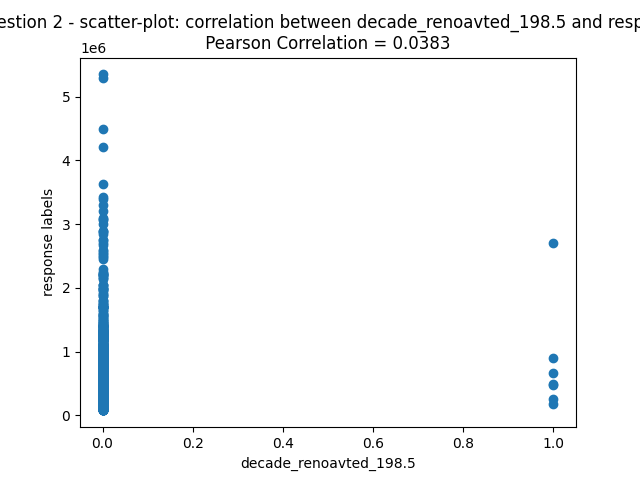 estion 2 - scatter-plot: correlation between decade_renoavted_198.5 and resp
Pearson Correlation = 0.0383
1e6
5
4
3
2
1
0
response labels
0.0 0.2 0.4 0.6 0.8 1.0
decade_renoavted_198.5